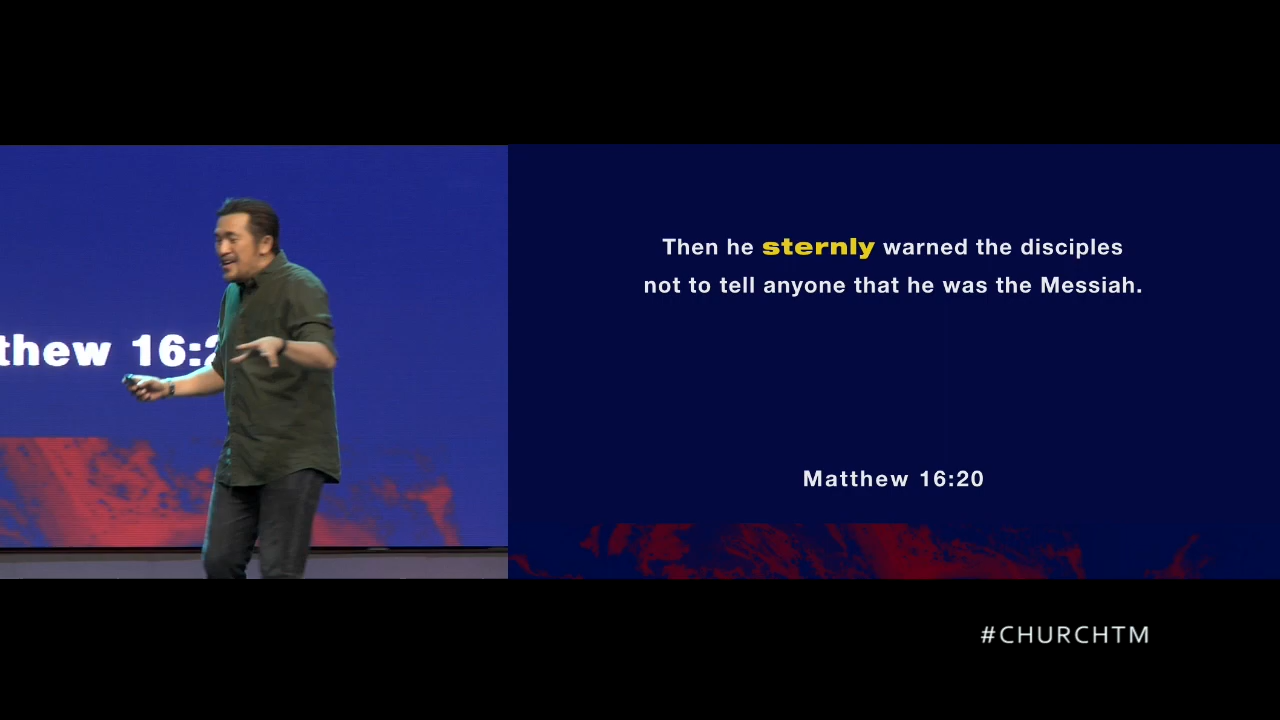 thew 16:2
Then he sternly warned the disciples
not to tell anyone that he was the Messiah.
Matthew 16:20
#CHURCHTM